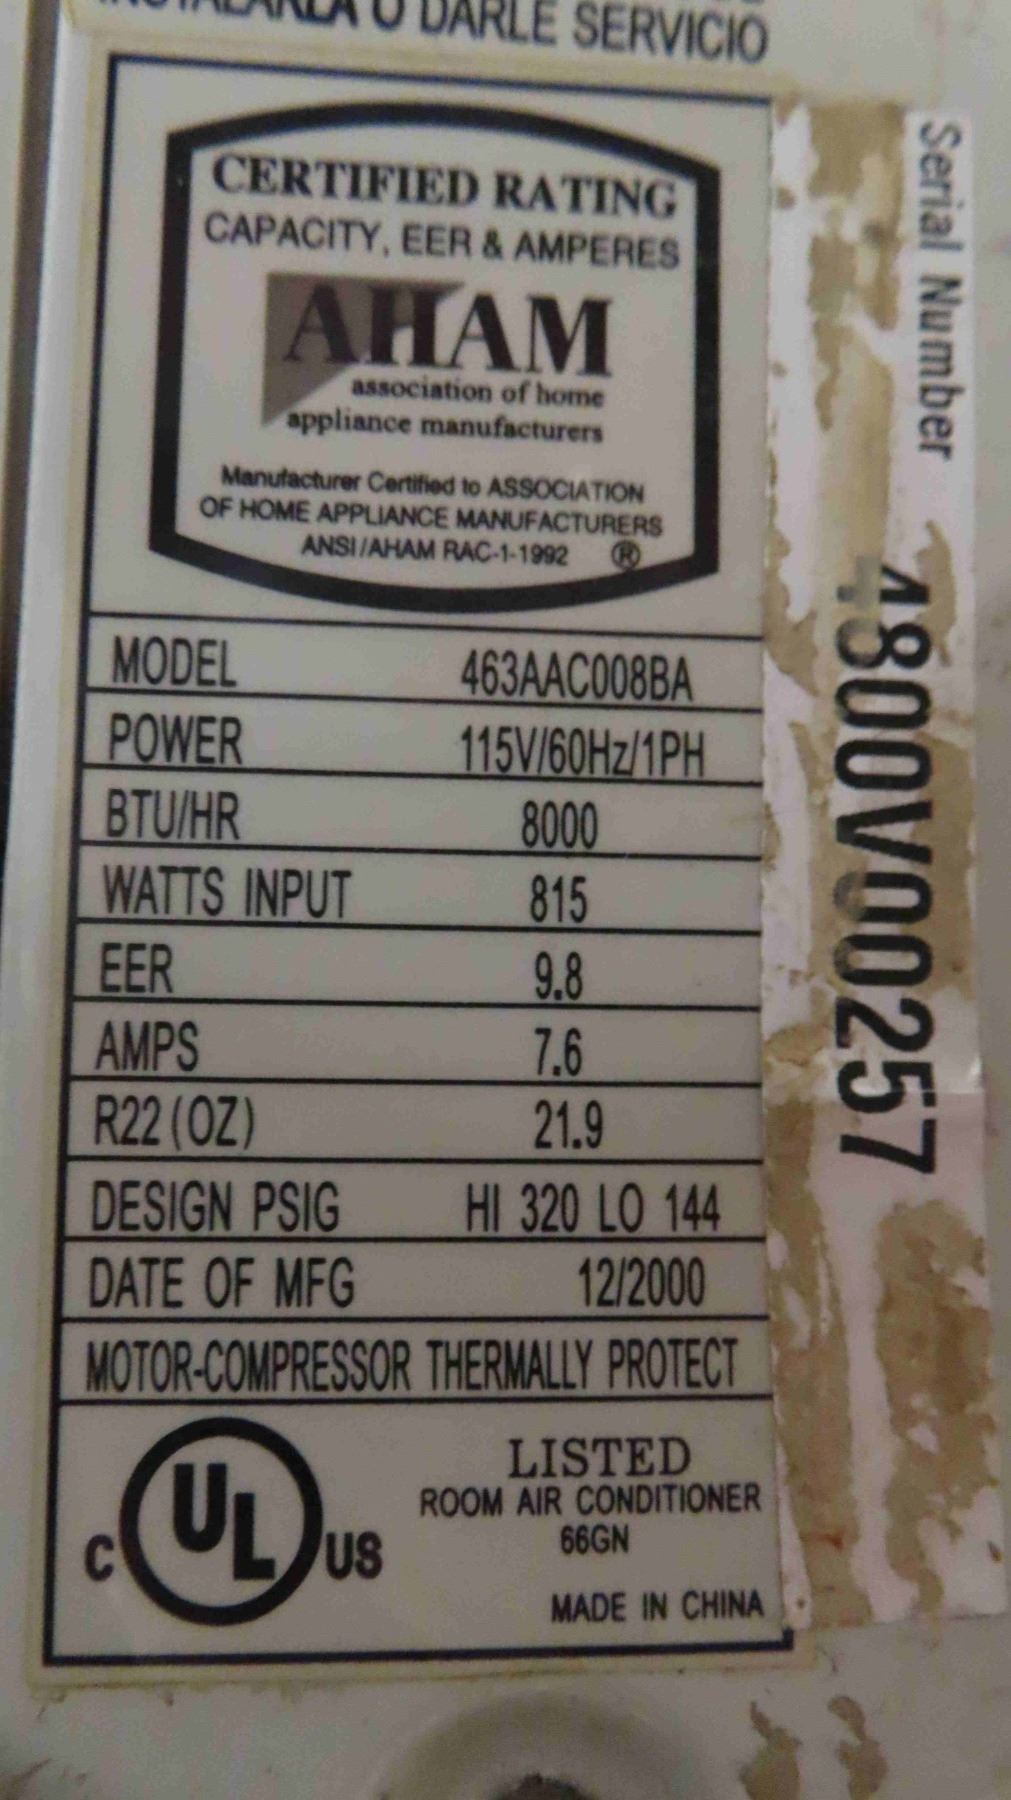 INSTALARLA O DARLE SERVICIO
CERTIFIED RATING
CAPACITY, EER & AMPERES
AHAM
association of home
appliance manufacturers
Manufacturer Certified to ASSOCIATION
OF HOME APPLIANCE MANUFACTURERS
ANSI/AHAM RAC-1-1992 ®
MODEL 463AAC008BA
POWER 115V/60Hz/1PH
BTU/HR 8000
WATTS INPUT 815
EER 9.8
AMPS 7.6
R22 (OZ) 21.9
DESIGN PSIG HI 320 LO 144
DATE OF MFG 12/2000
MOTOR-COMPRESSOR THERMALLY PROTECT
C UL US
LISTED
ROOM AIR CONDITIONER
66GN
MADE IN CHINA
Serial Number 4800V00257